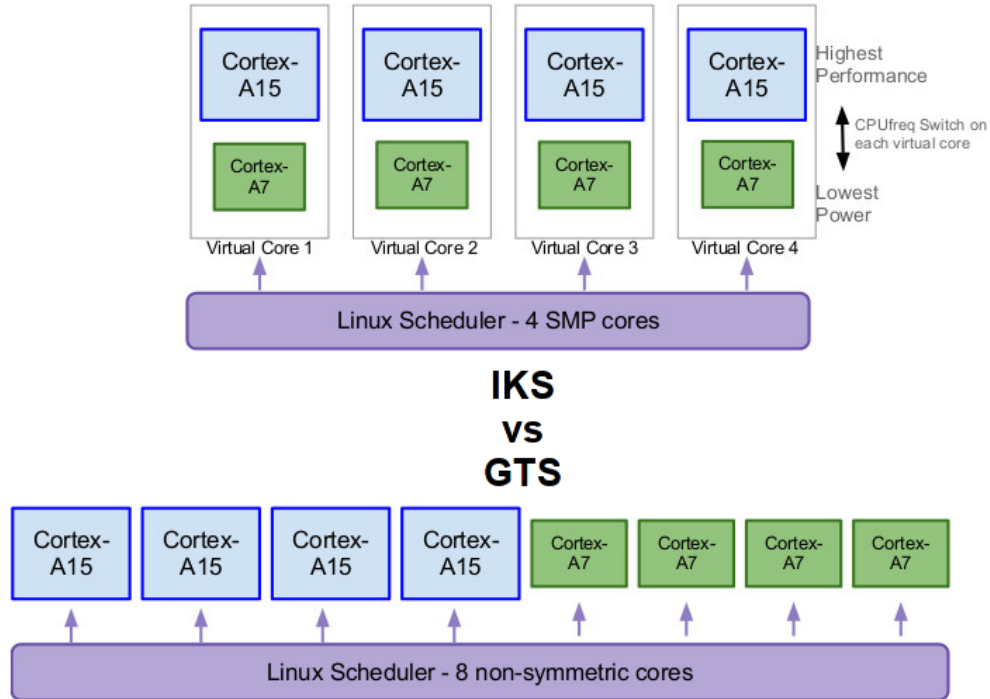 Cortex-
A15
Cortex-
A15
Cortex-
A15
Cortex-
A15
Highest
Performance
CPUfreq Switch on
each virtual core
Cortex-
A7
Cortex-
A7
Cortex-
A7
Cortex-
A7
Lowest
Power
Virtual Core 1
Virtual Core 2
Virtual Core 3
Virtual Core 4
Linux Scheduler - 4 SMP cores
IKS
vs
GTS
Cortex-
A15
Cortex-
A15
Cortex-
A15
Cortex-
A15
Cortex-
A7
Cortex-
A7
Cortex-
A7
Cortex-
A7
Linux Scheduler - 8 non-symmetric cores